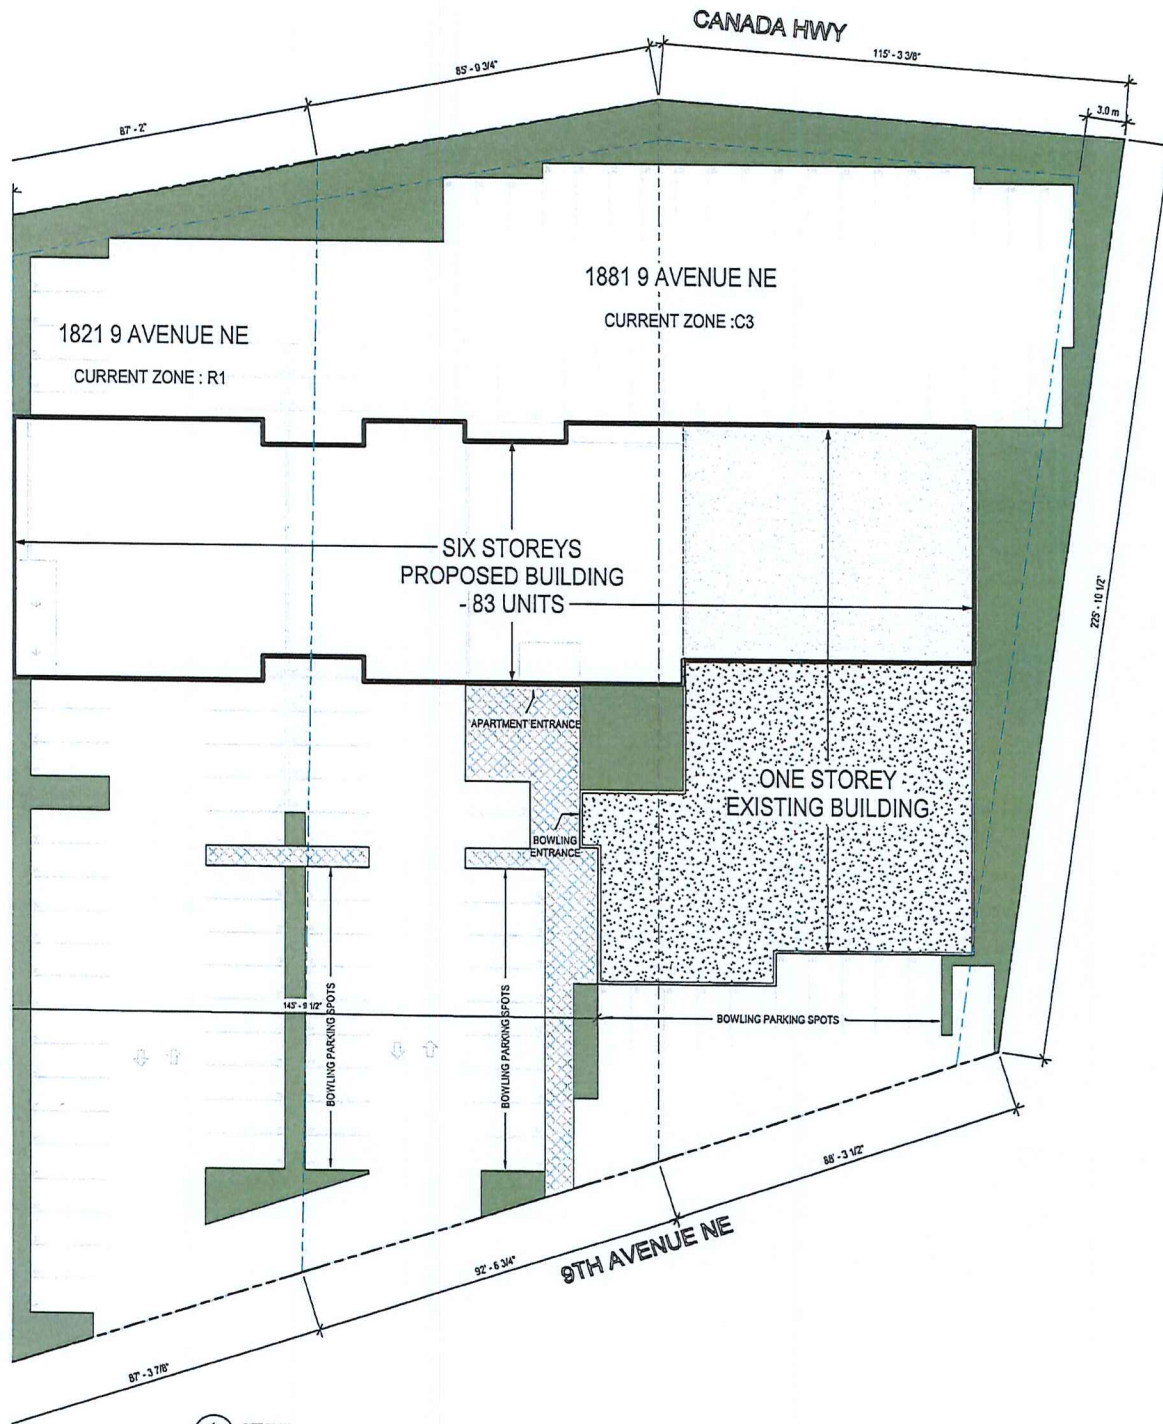 CANADA HWY
115' - 3 3/8"
85' - 9 3/4"
87' - 2"
3.0 m
1881 9 AVENUE NE
CURRENT ZONE :C3
1821 9 AVENUE NE
CURRENT ZONE : R1
SIX STOREYS
PROPOSED BUILDING
- 83 UNITS
225' - 10 1/2"
APARTMENT ENTRANCE
ONE STOREY
EXISTING BUILDING
BOWLING
ENTRANCE
145' - 9 1/2"
BOWLING PARKING SPOTS
BOWLING PARKING SPOTS
BOWLING PARKING SPOTS
88' - 3 1/2"
92' - 6 3/4"
9TH AVENUE NE
87' - 3 7/8"